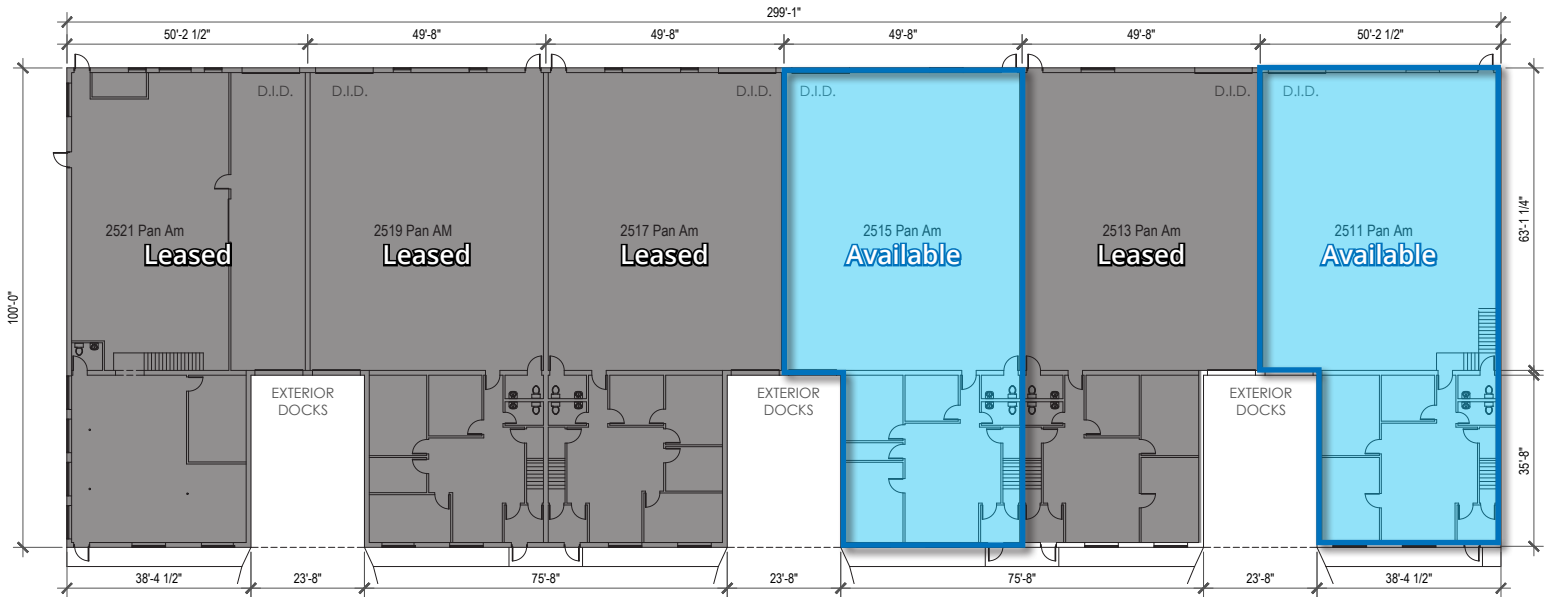 299'-1"
50'-2 1/2"
49'-8"
49'-8"
49'-8"
49'-8"
50'-2 1/2"
D.I.D.
D.I.D.
D.I.D.
D.I.D.
D.I.D.
D.I.D.
100'-0"
63'-1 1/4"
2521 Pan Am
Leased
2519 Pan AM
Leased
2517 Pan Am
Leased
2515 Pan Am
Available
2513 Pan Am
Leased
2511 Pan Am
Available
EXTERIOR
DOCKS
EXTERIOR
DOCKS
EXTERIOR
DOCKS
35'-8"
38'-4 1/2"
23'-8"
75'-8"
23'-8"
75'-8"
23'-8"
38'-4 1/2"